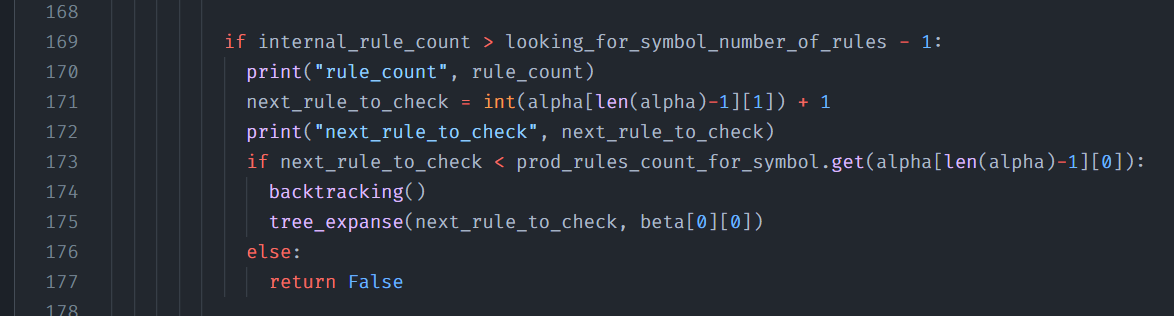 168
169 if internal_rule_count > looking_for_symbol_number_of_rules - 1:
170 print("rule_count", rule_count)
171 next_rule_to_check = int(alpha[len(alpha)-1][1]) + 1
172 print("next_rule_to_check", next_rule_to_check)
173 if next_rule_to_check < prod_rules_count_for_symbol.get(alpha[len(alpha)-1][0]):
174 backtracking()
175 tree_expanse(next_rule_to_check, beta[0][0])
176 else:
177 return False
178